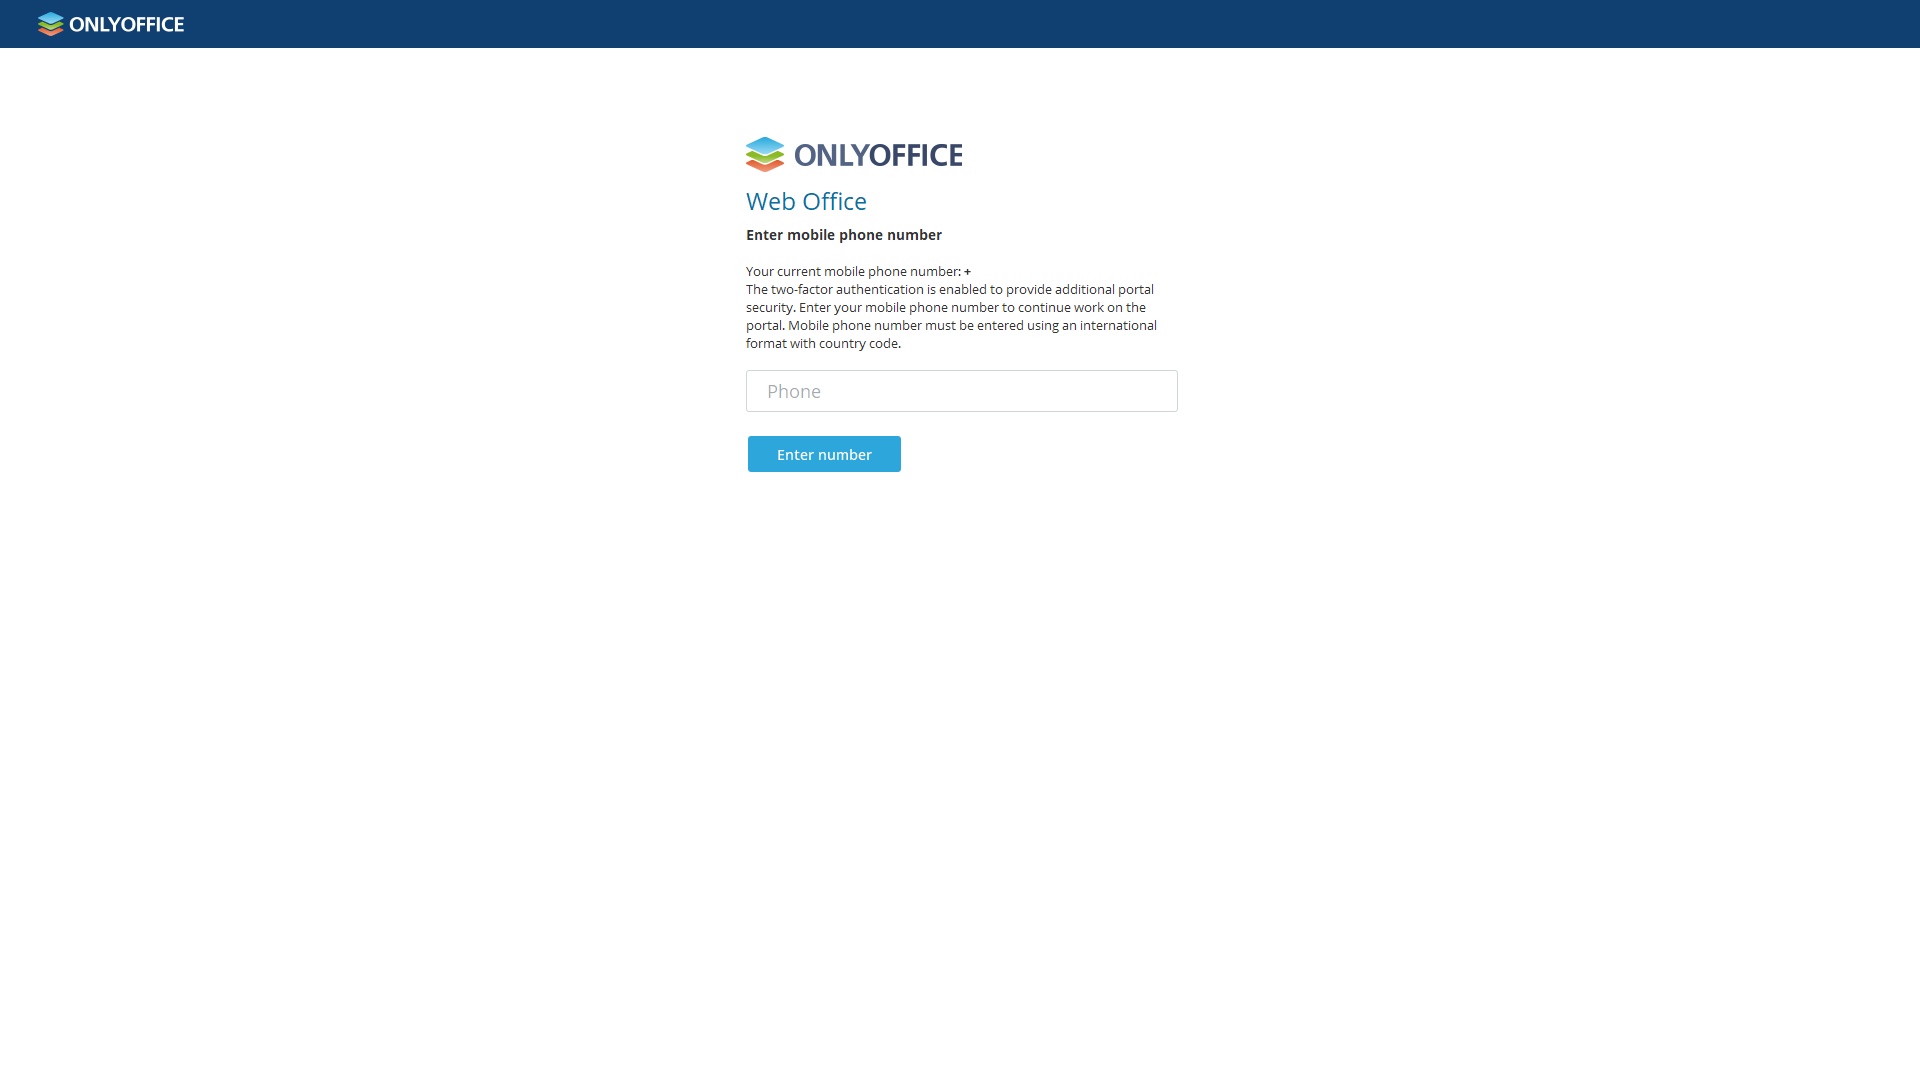 ONLYOFFICE
ONLYOFFICE
Web Office
Enter mobile phone number
Your current mobile phone number: +
The two-factor authentication is enabled to provide additional portal
security. Enter your mobile phone number to continue work on the
portal. Mobile phone number must be entered using an international
format with country code.
Phone
Enter number